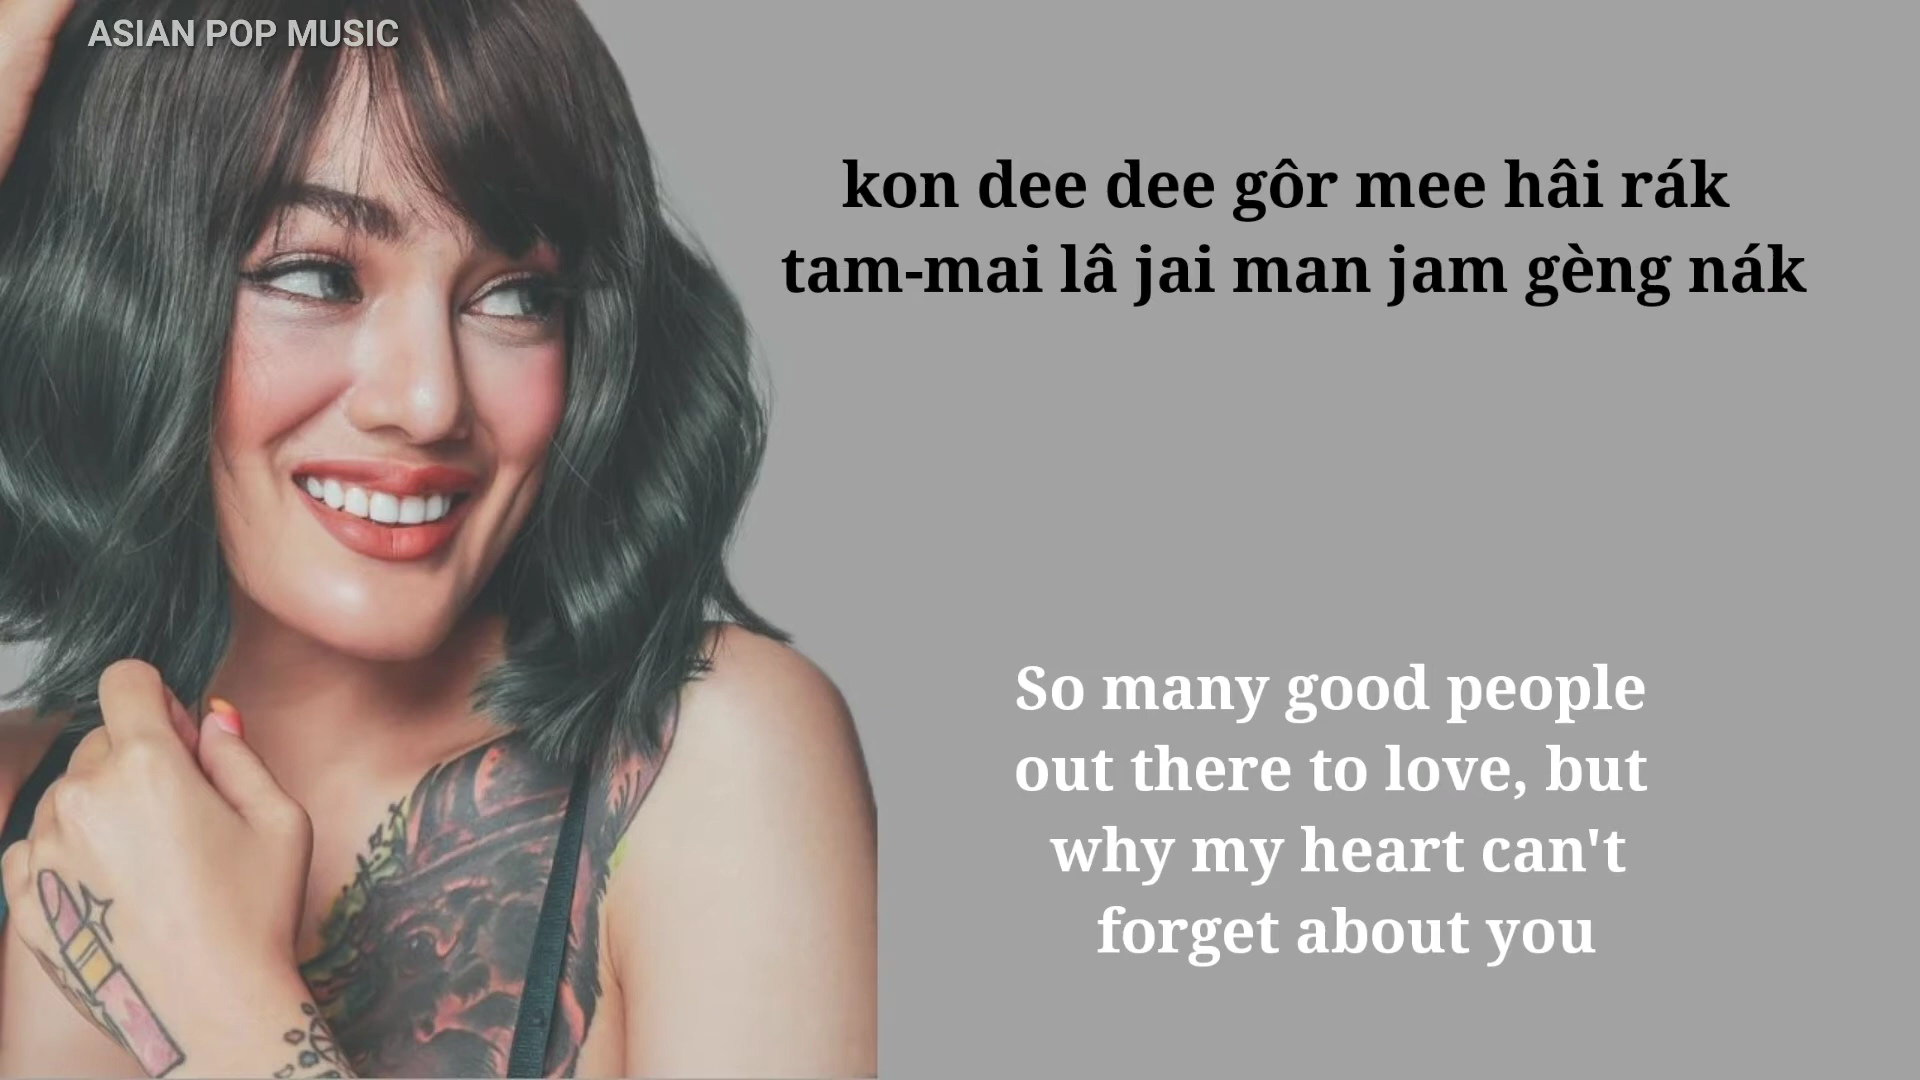 ASIAN POP MUSIC
kon dee dee gôr mee hâi rák
tam-mai lâ jai man jam gèng nák
So many good people
out there to love, but
why my heart can't
forget about you